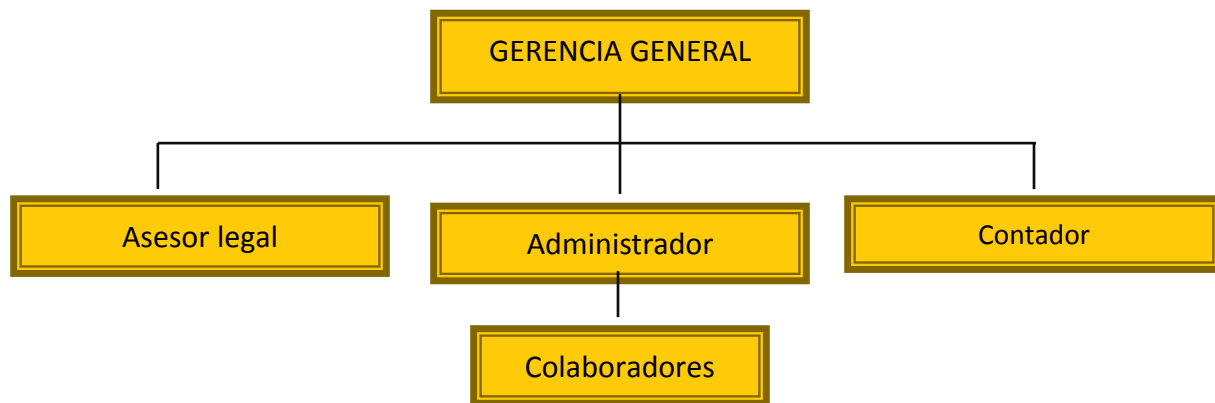 GERENCIA GENERAL
Asesor legal
Administrador
Contador
Colaboradores